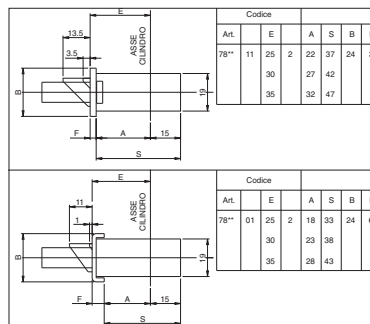 E
13.5
3.5
ASSE
CILINDRO
B
19
F
A
15
S
Codice
Art. E A S B
78** 11 25 2 22 37 24
30 27 42
35 32 47
E
11
1
ASSE
CILINDRO
B
19
F
A
15
S
Codice
Art. E A S B
78** 01 25 2 18 33 24
30 23 38
35 28 43